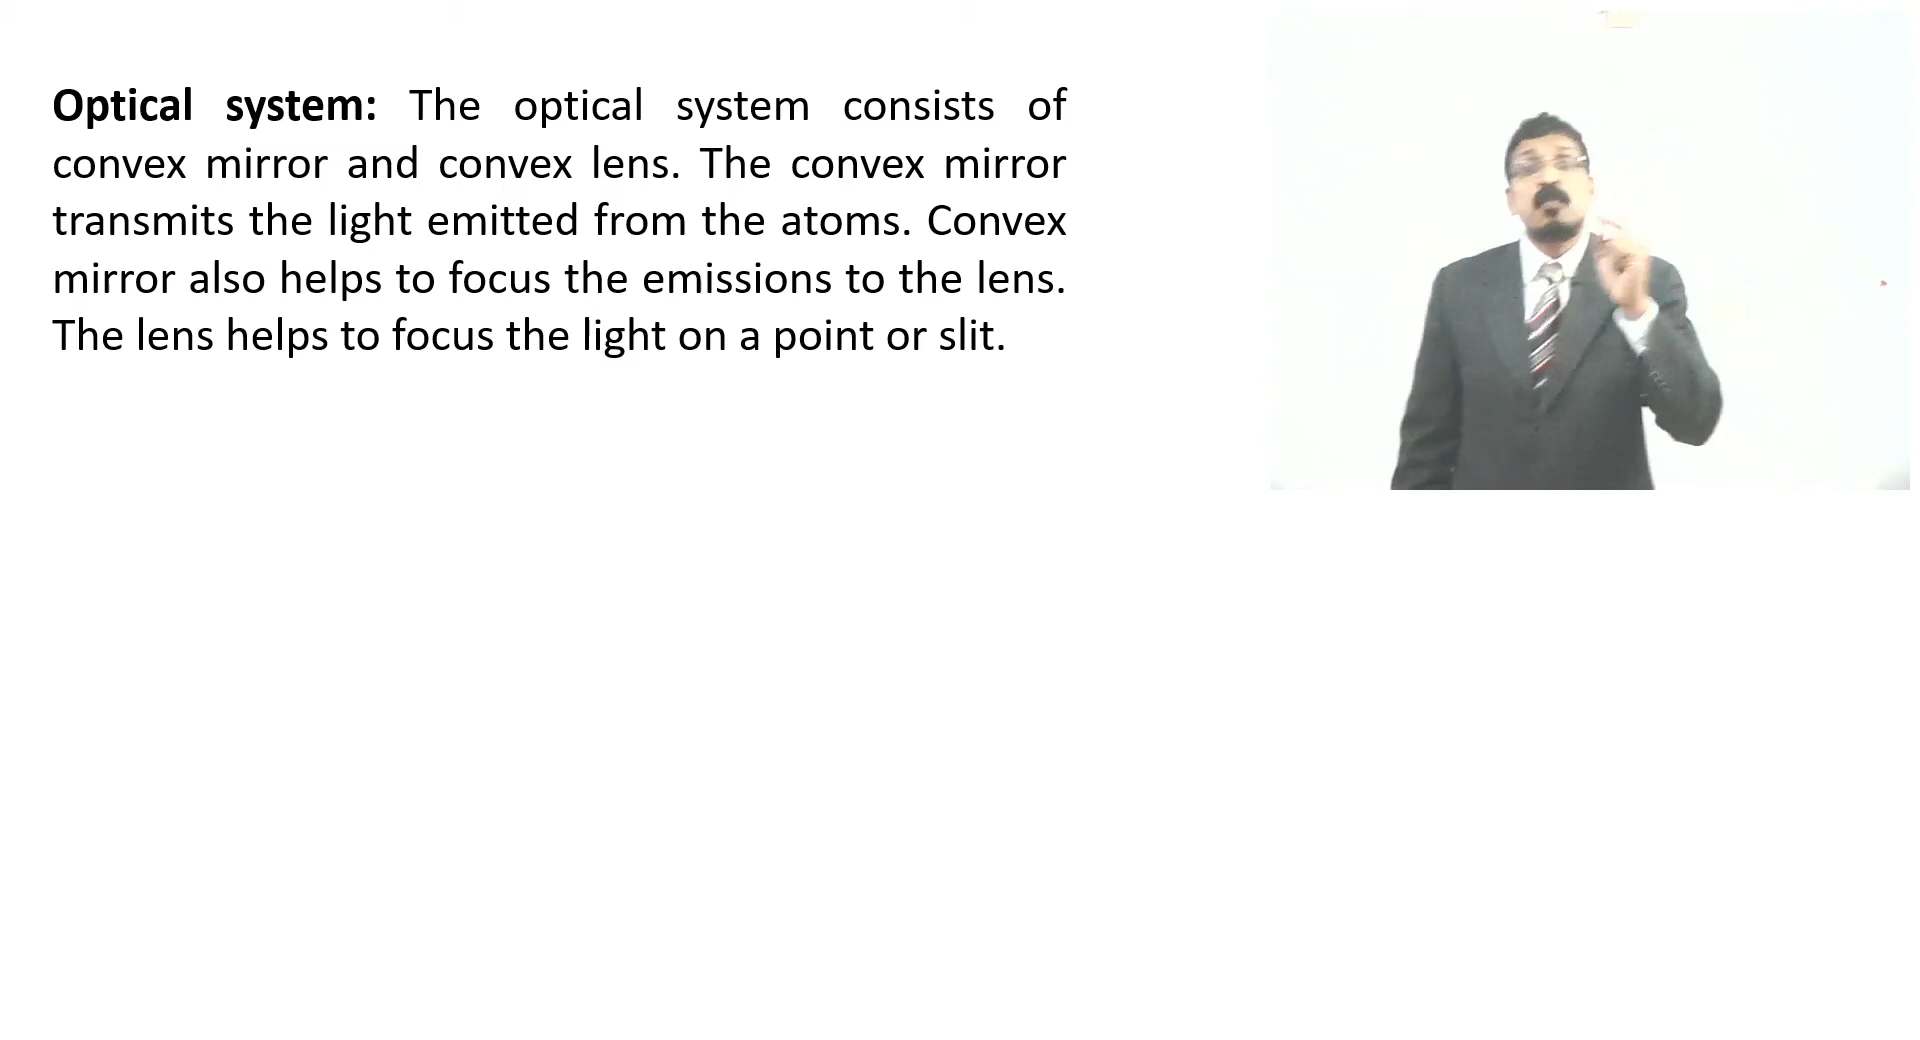 Optical system: The optical system consists of
convex mirror and convex lens. The convex mirror
transmits the light emitted from the atoms. Convex
mirror also helps to focus the emissions to the lens.
The lens helps to focus the light on a point or slit.